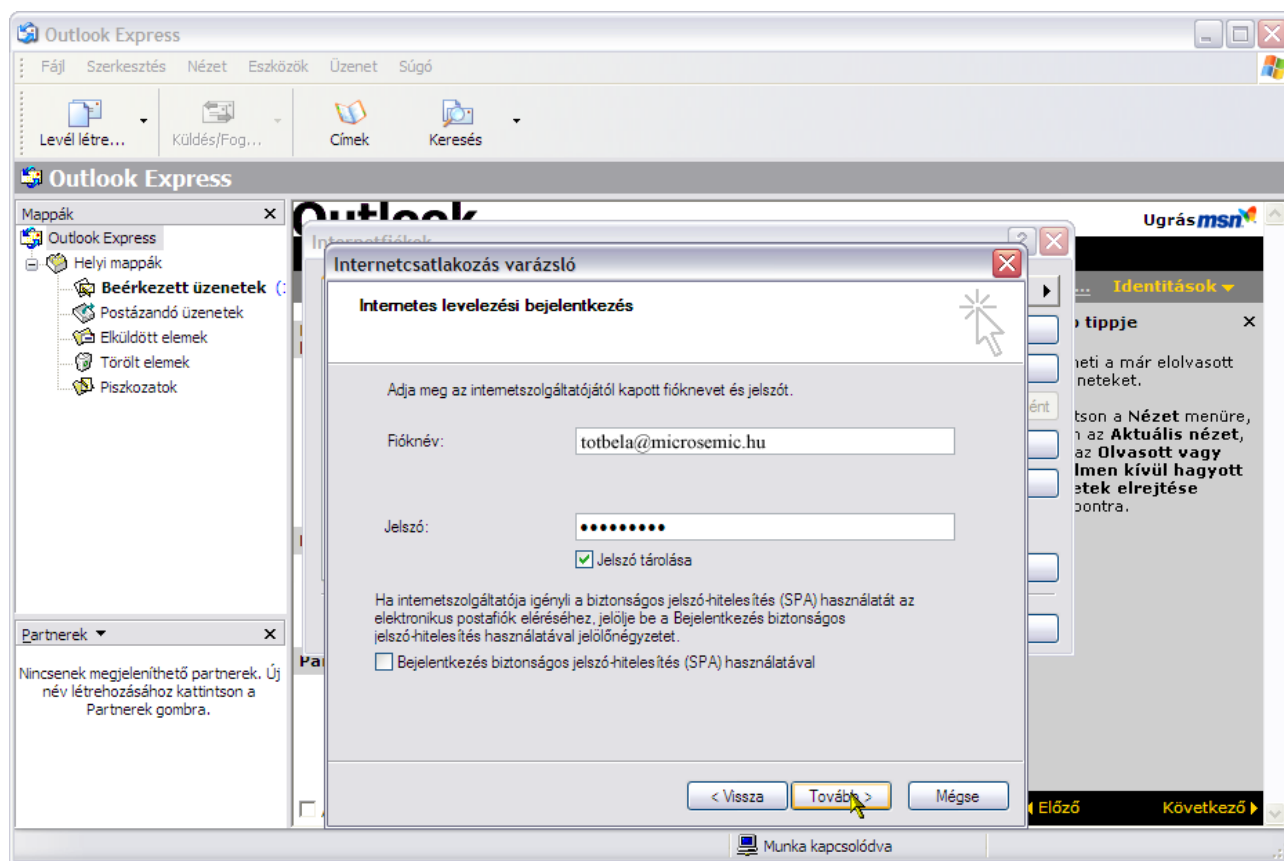 Outlook Express
Fájl Szerkesztés Nézet Eszközök Üzenet Súgó
Levél létre... Küldés/Fog... Címek Keresés
Outlook Express
Mappák
Outlook Express
Helyi mappák
Beérkezett üzenetek (
Postázandó üzenetek
Elküldött elemek
Törölt elemek
Piszkozatok
Partnerek
Nincsenek megjeleníthető partnerek. Új
név létrehozásához kattintson a
Partnerek gombra.
Outlook
Ugrás msn
Internetfiókok
... Identitások
tippje
heti a már elolvasott
neteket.
tson a Nézet menüre,
az Aktuális nézet,
az Olvasott vagy
lmen kívül hagyott
etek elrejtése
pontra.
ént
Internetcsatlakozás varázsló
Internetes levelezési bejelentkezés
Adja meg az internetszolgáltatójától kapott fióknevet és jelszót.
Fióknév: totbela@microsemic.hu
Jelszó: •••••••••
Jelszó tárolása
Ha internetszolgáltatója igényli a biztonságos jelszó-hitelesítés (SPA) használatát az
elektronikus postafiók eléréséhez, jelölje be a Bejelentkezés biztonságos
jelszó-hitelesítés használatával jelölőnégyzetet.
Bejelentkezés biztonságos jelszó-hitelesítés (SPA) használatával
< Vissza Tovább > Mégse
Pa
Előző Következő
Munka kapcsolódva